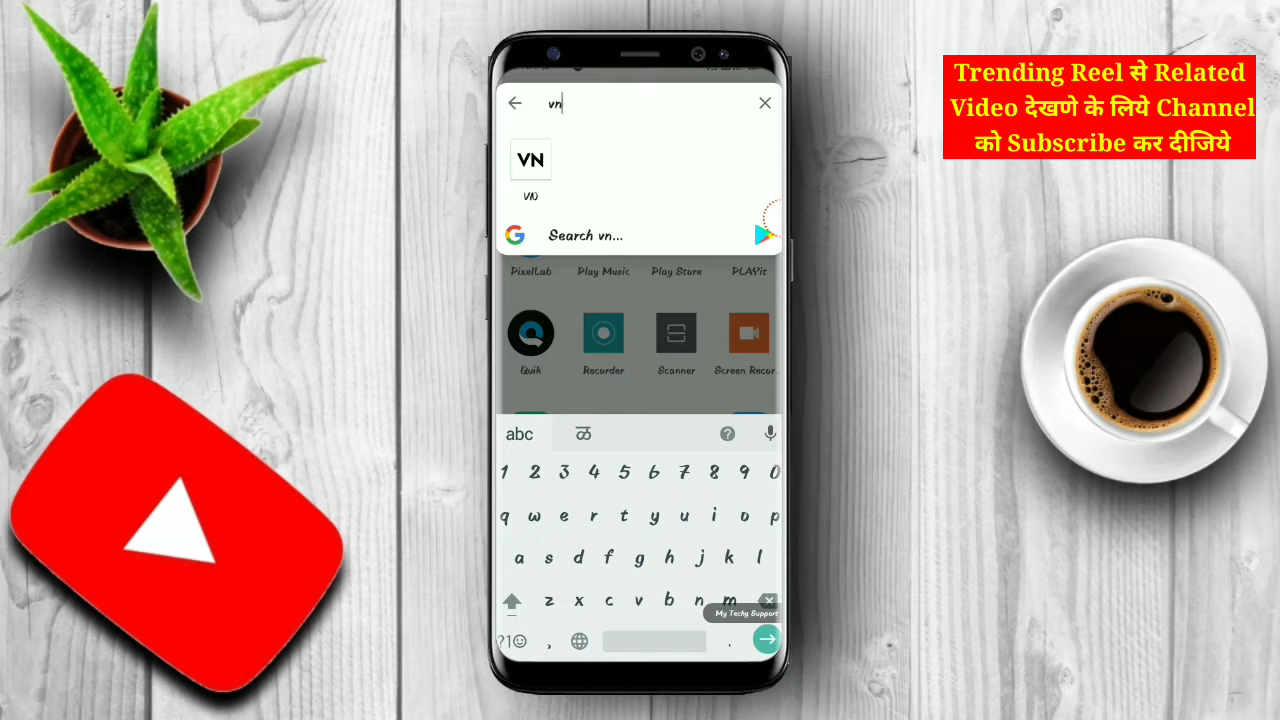 Trending Reel से Related
Video देखणे के लिये Channel
को Subscribe कर दीजिये
vn
VN
VN
Search vn...
PixelLab Play Music Play Store PLAYit
Quik Recorder Scanner Screen Recor..
abc ळ
1 2 3 4 5 6 7 8 9 0
q w e r t y u i o p
a s d f g h j k l
z x c v b n m
My Techy Support
?1 , .